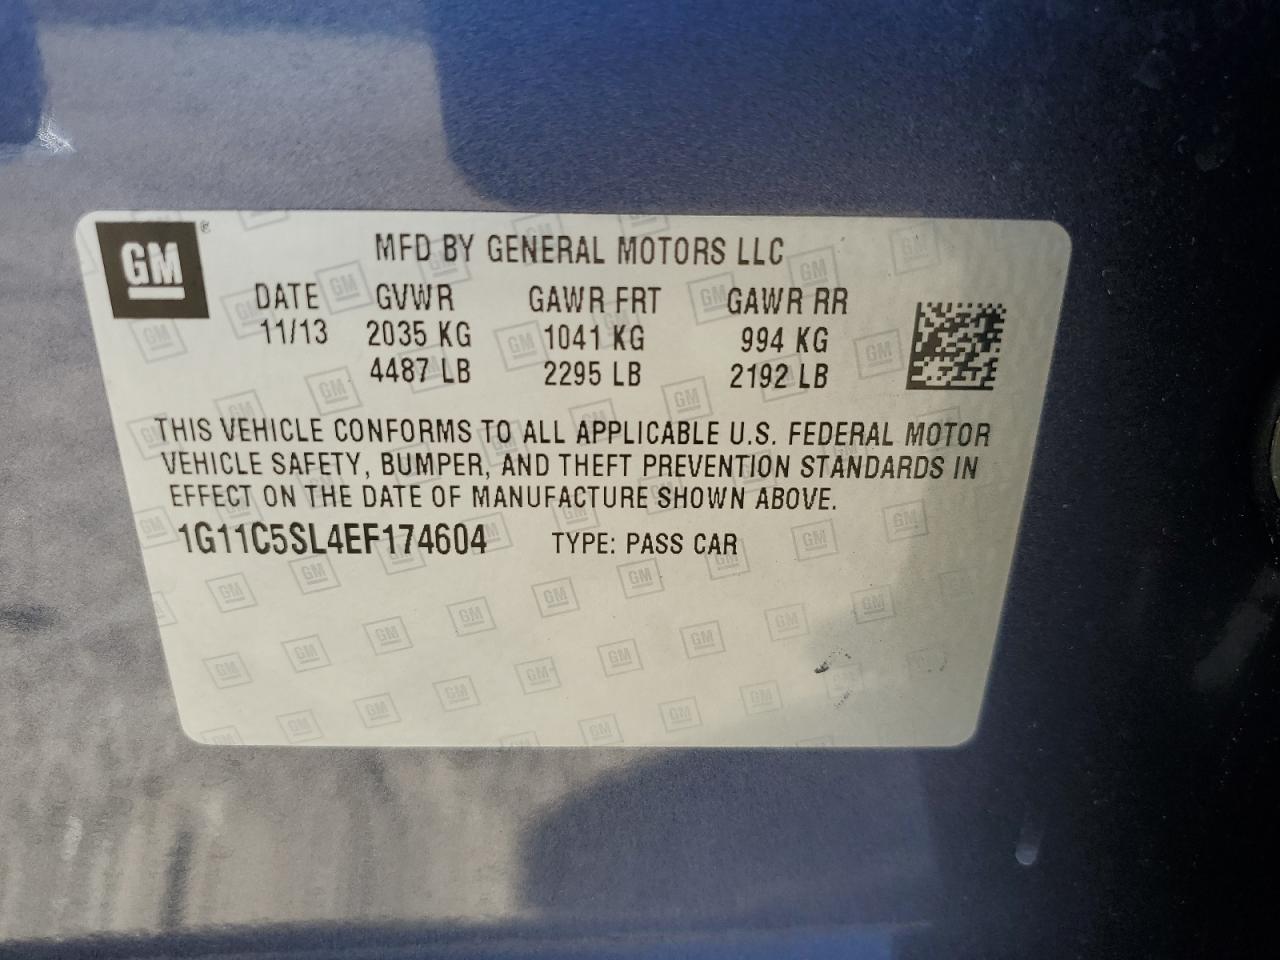 GM ®
MFD BY GENERAL MOTORS LLC
DATE GVWR GAWR FRT GAWR RR
11/13 2035 KG 1041 KG 994 KG
4487 LB 2295 LB 2192 LB
THIS VEHICLE CONFORMS TO ALL APPLICABLE U.S. FEDERAL MOTOR
VEHICLE SAFETY, BUMPER, AND THEFT PREVENTION STANDARDS IN
EFFECT ON THE DATE OF MANUFACTURE SHOWN ABOVE.
1G11C5SL4EF174604 TYPE: PASS CAR